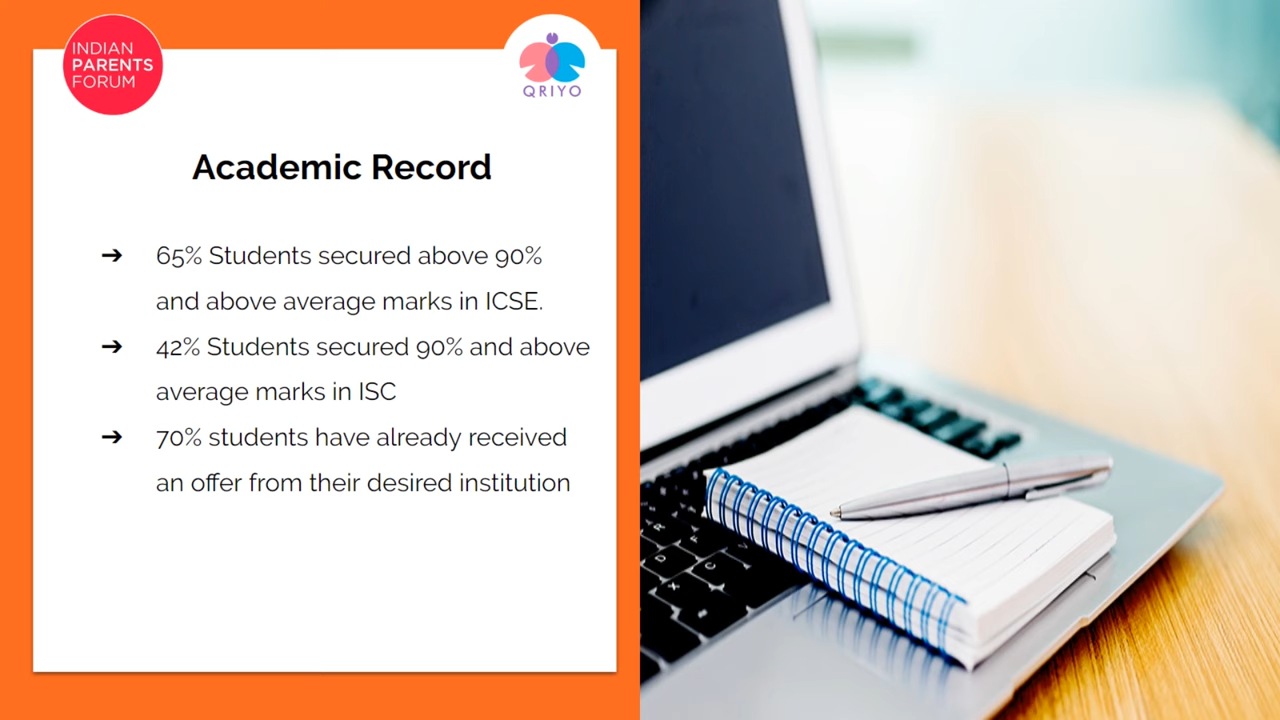 INDIAN
PARENTS
FORUM
QRIYO
Academic Record
➔ 65% Students secured above 90%
and above average marks in ICSE.
➔ 42% Students secured 90% and above
average marks in ISC
➔ 70% students have already received
an offer from their desired institution